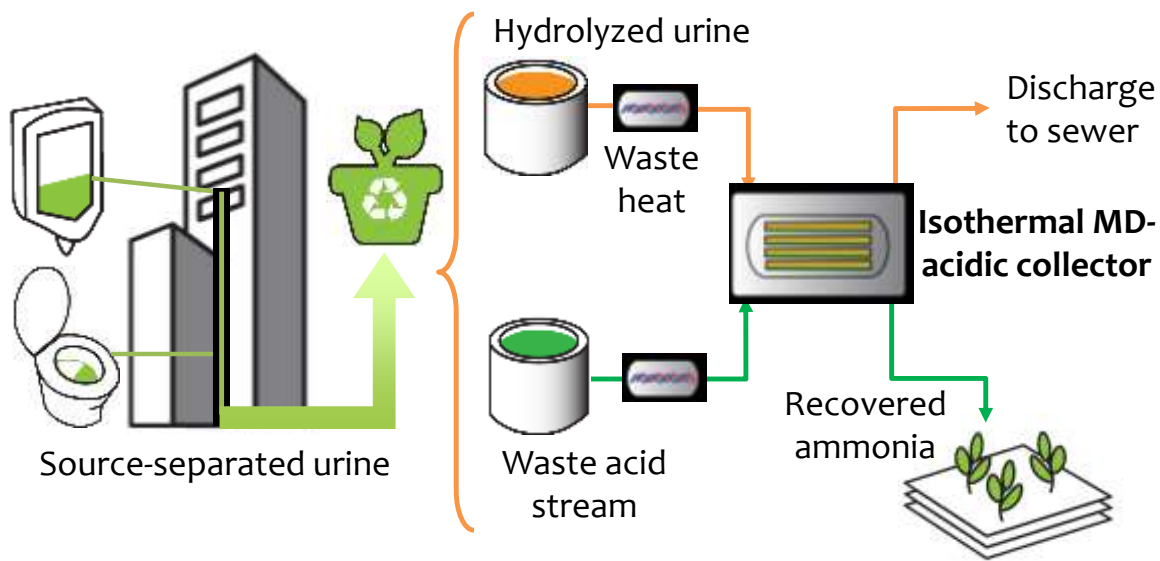 Hydrolyzed urine
Waste
heat
Discharge
to sewer
Isothermal MD-
acidic collector
Source-separated urine
Waste acid
stream
Recovered
ammonia